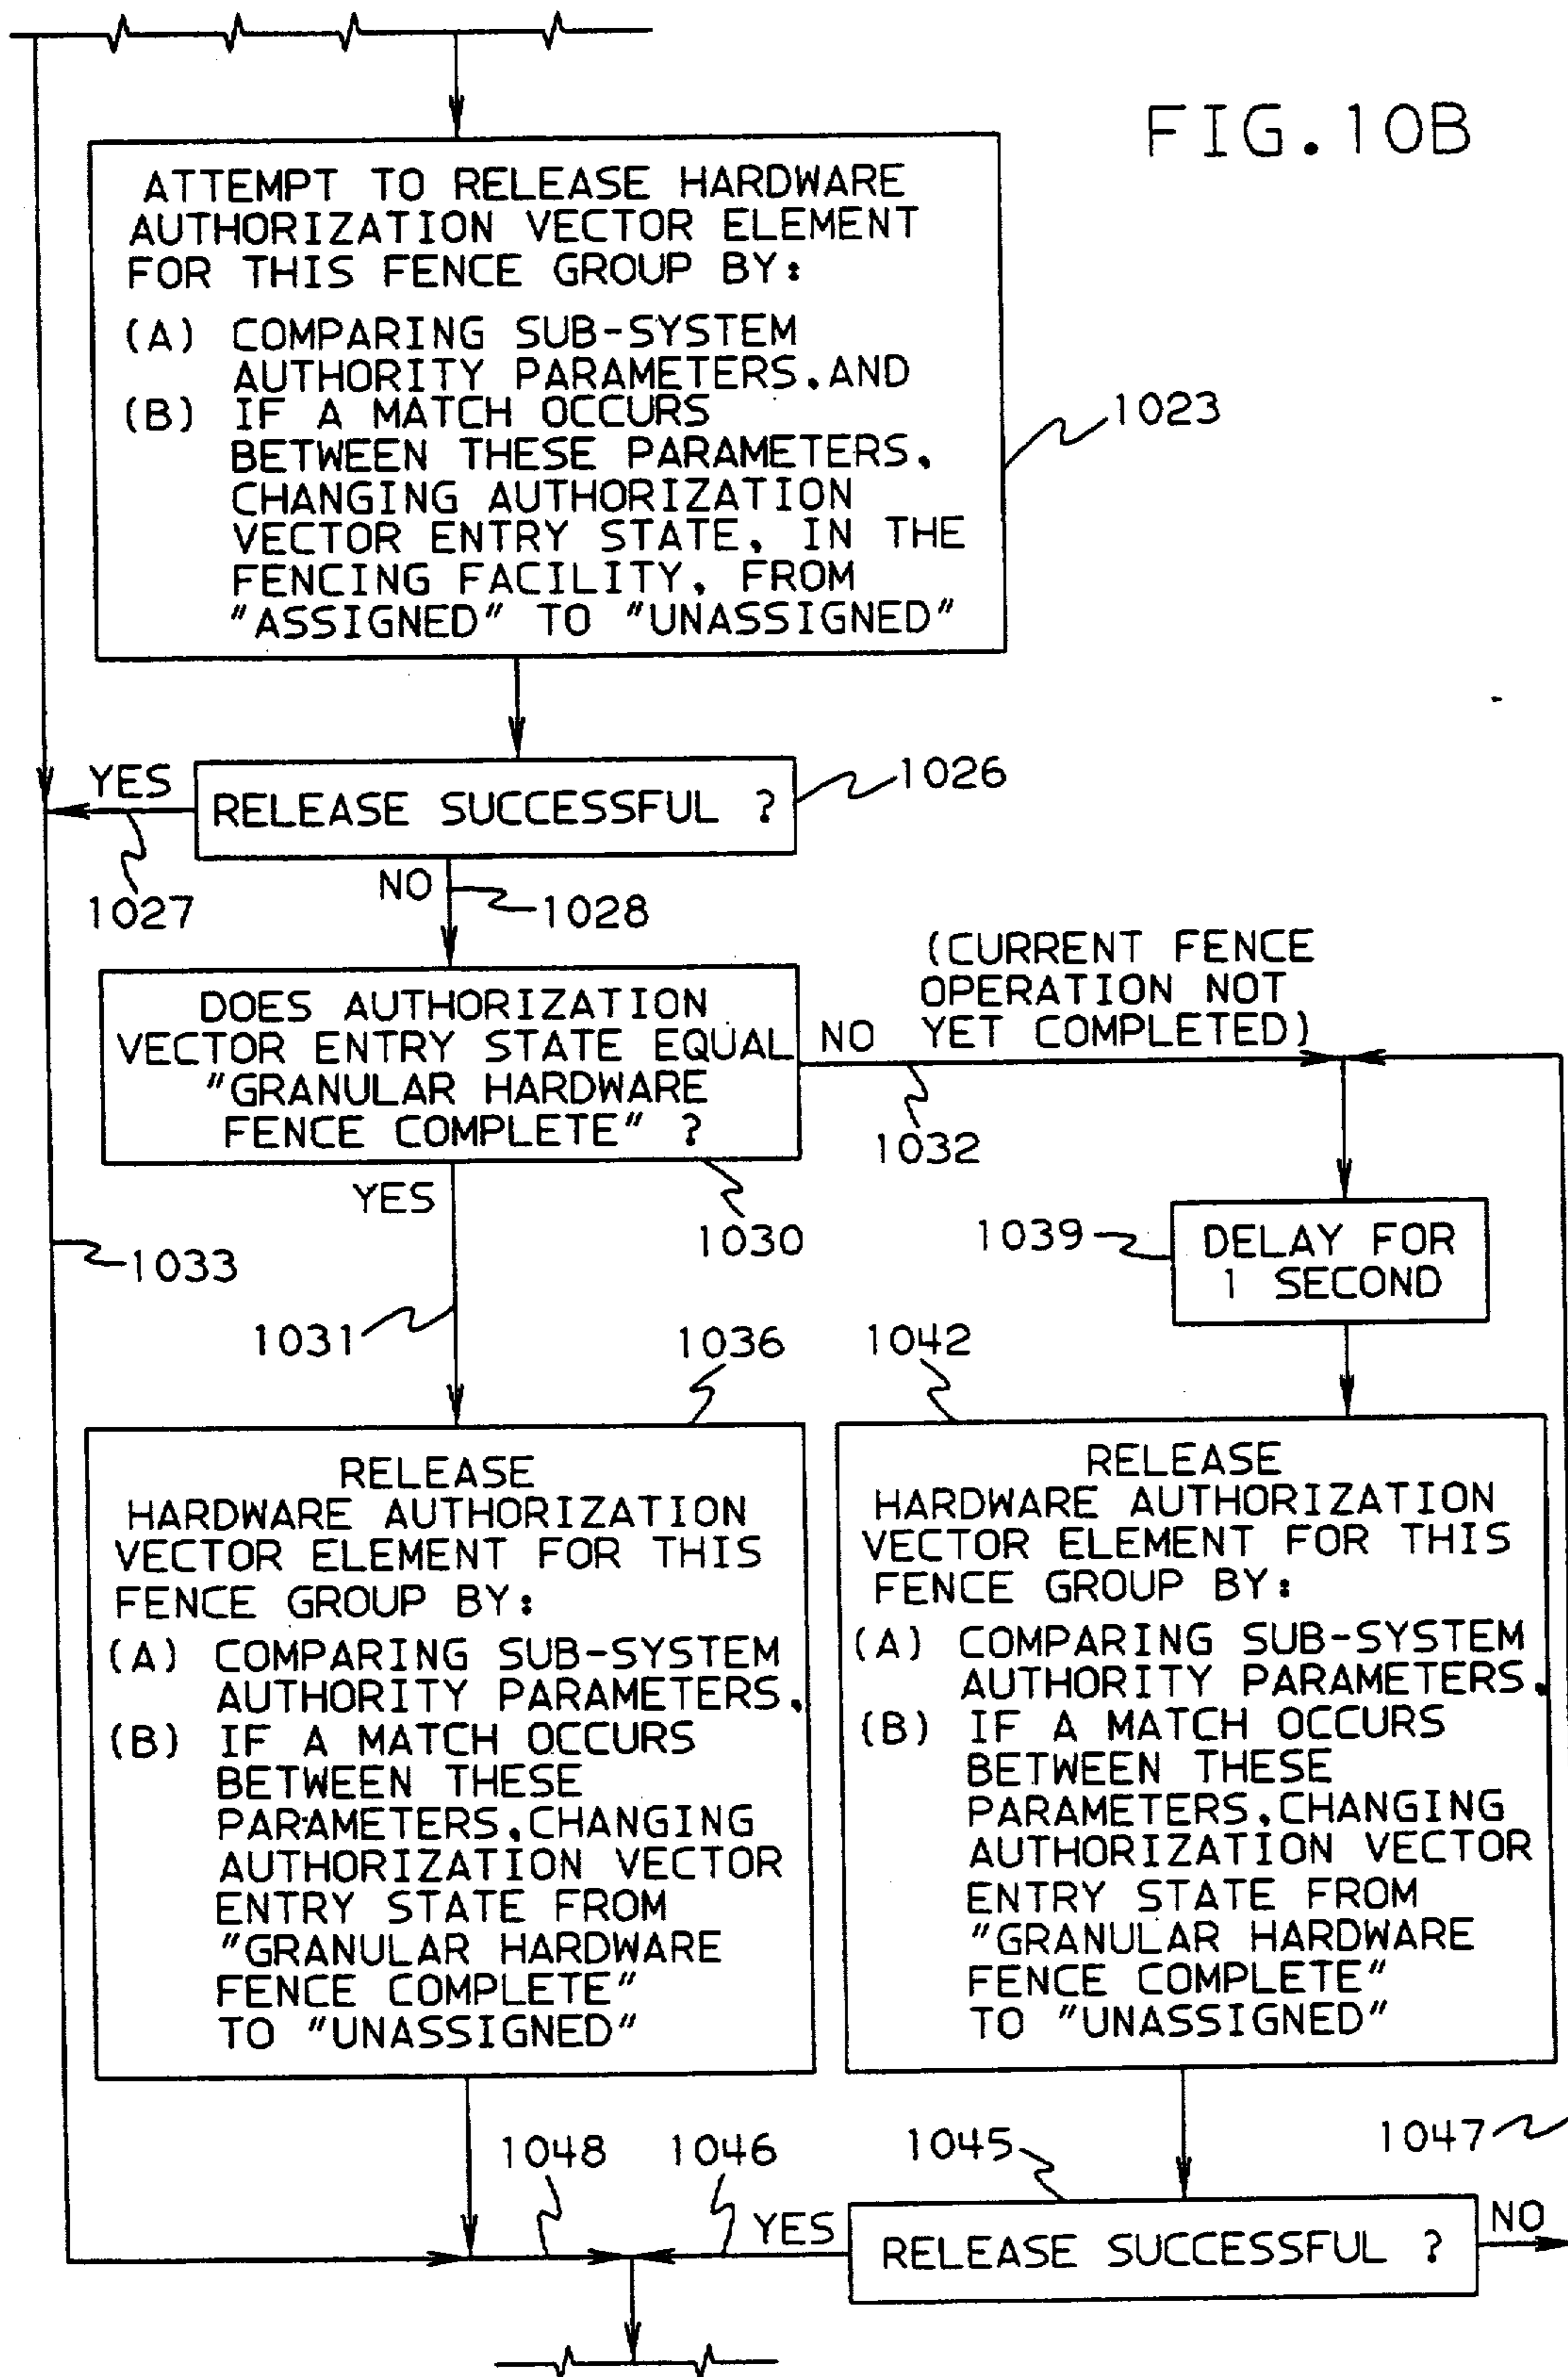 FIG.10B
ATTEMPT TO RELEASE HARDWARE
AUTHORIZATION VECTOR ELEMENT
FOR THIS FENCE GROUP BY:
(A) COMPARING SUB-SYSTEM
AUTHORITY PARAMETERS,AND
(B) IF A MATCH OCCURS
BETWEEN THESE PARAMETERS,
CHANGING AUTHORIZATION
VECTOR ENTRY STATE, IN THE
FENCING FACILITY, FROM
"ASSIGNED" TO "UNASSIGNED"
1023
YES
RELEASE SUCCESSFUL ?
1026
1027
NO
1028
DOES AUTHORIZATION
VECTOR ENTRY STATE EQUAL
"GRANULAR HARDWARE
FENCE COMPLETE" ?
(CURRENT FENCE
OPERATION NOT
NO YET COMPLETED)
1032
YES
1030
1033
1039
DELAY FOR
1 SECOND
1031
1036
1042
RELEASE
HARDWARE AUTHORIZATION
VECTOR ELEMENT FOR THIS
FENCE GROUP BY:
(A) COMPARING SUB-SYSTEM
AUTHORITY PARAMETERS,
(B) IF A MATCH OCCURS
BETWEEN THESE
PARAMETERS,CHANGING
AUTHORIZATION VECTOR
ENTRY STATE FROM
"GRANULAR HARDWARE
FENCE COMPLETE"
TO "UNASSIGNED"
RELEASE
HARDWARE AUTHORIZATION
VECTOR ELEMENT FOR THIS
FENCE GROUP BY:
(A) COMPARING SUB-SYSTEM
AUTHORITY PARAMETERS,
(B) IF A MATCH OCCURS
BETWEEN THESE
PARAMETERS,CHANGING
AUTHORIZATION VECTOR
ENTRY STATE FROM
"GRANULAR HARDWARE
FENCE COMPLETE"
TO "UNASSIGNED"
1048
1046
1045
1047
YES
RELEASE SUCCESSFUL ?
NO